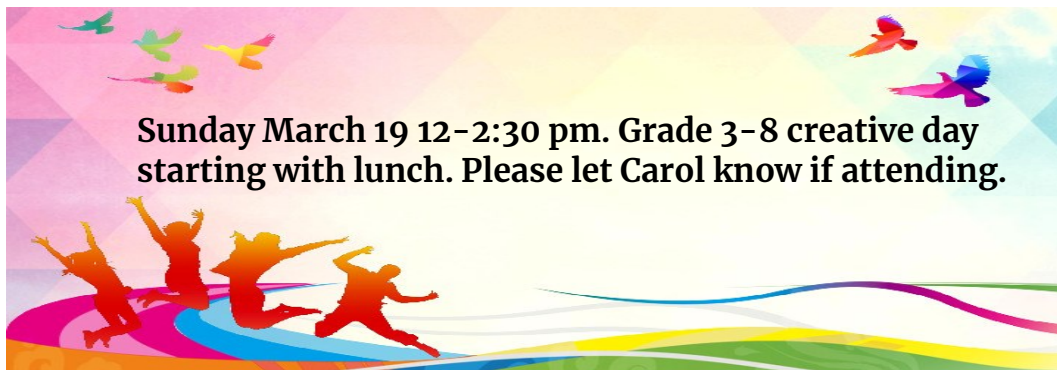 Sunday March 19 12-2:30 pm. Grade 3-8 creative day
starting with lunch. Please let Carol know if attending.